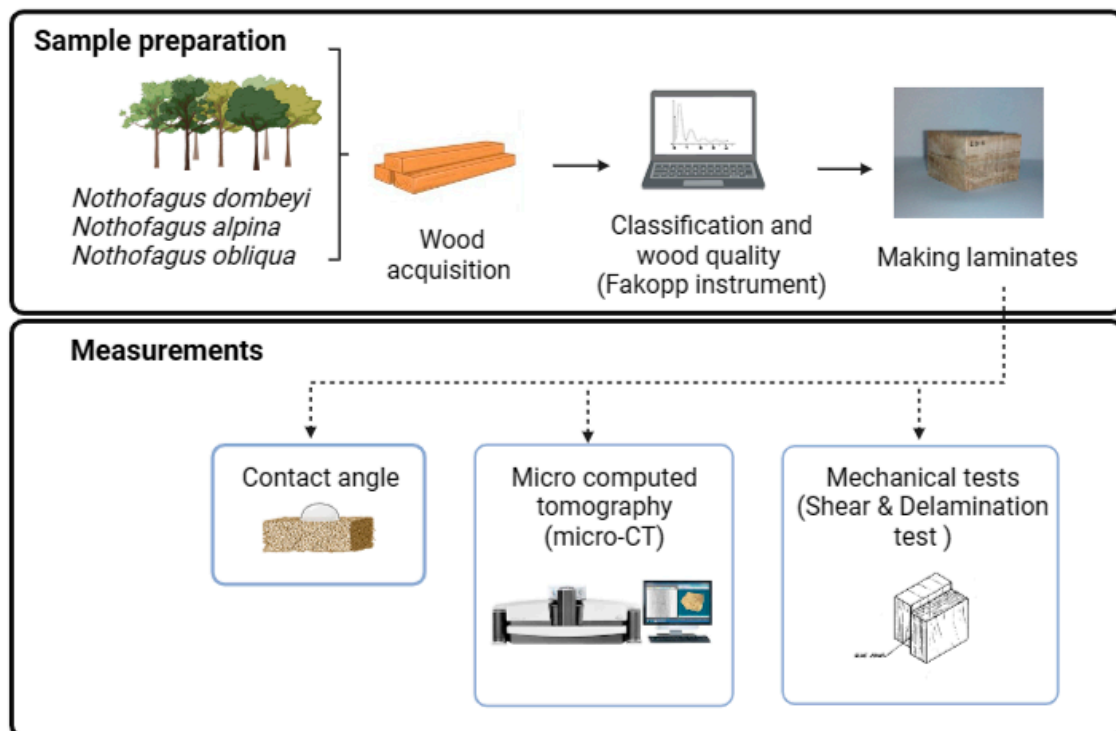 Sample preparation
Nothofagus dombeyi
Nothofagus alpina
Nothofagus obliqua
Wood
acquisition
Classification and
wood quality
(Fakopp instrument)
Making laminates
Measurements
Contact angle
Micro computed
tomography
(micro-CT)
Mechanical tests
(Shear & Delamination
test )